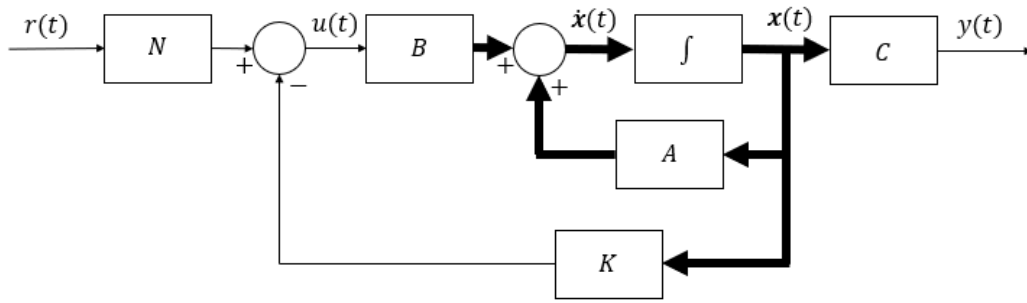 r(t) N u(t) B ẋ(t) ∫ x(t) C y(t)
+ − + +
A
K